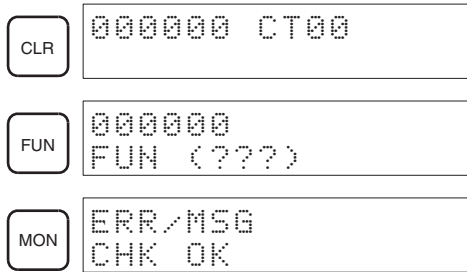 CLR
000000 CT00
FUN
000000
FUN (???)
MON
ERR/MSG
CHK OK